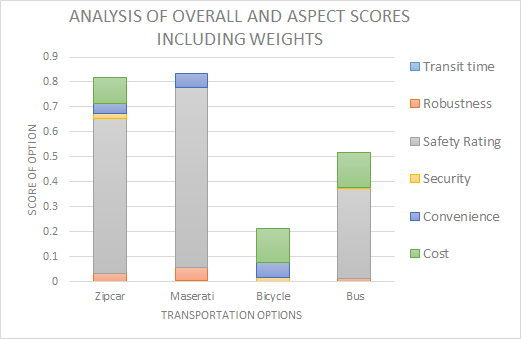 ANALYSIS OF OVERALL AND ASPECT SCORES
INCLUDING WEIGHTS
SCORE OF OPTION
0.9
0.8
0.7
0.6
0.5
0.4
0.3
0.2
0.1
0
Zipcar
Maserati
Bicycle
Bus
TRANSPORTATION OPTIONS
Transit time
Robustness
Safety Rating
Security
Convenience
Cost